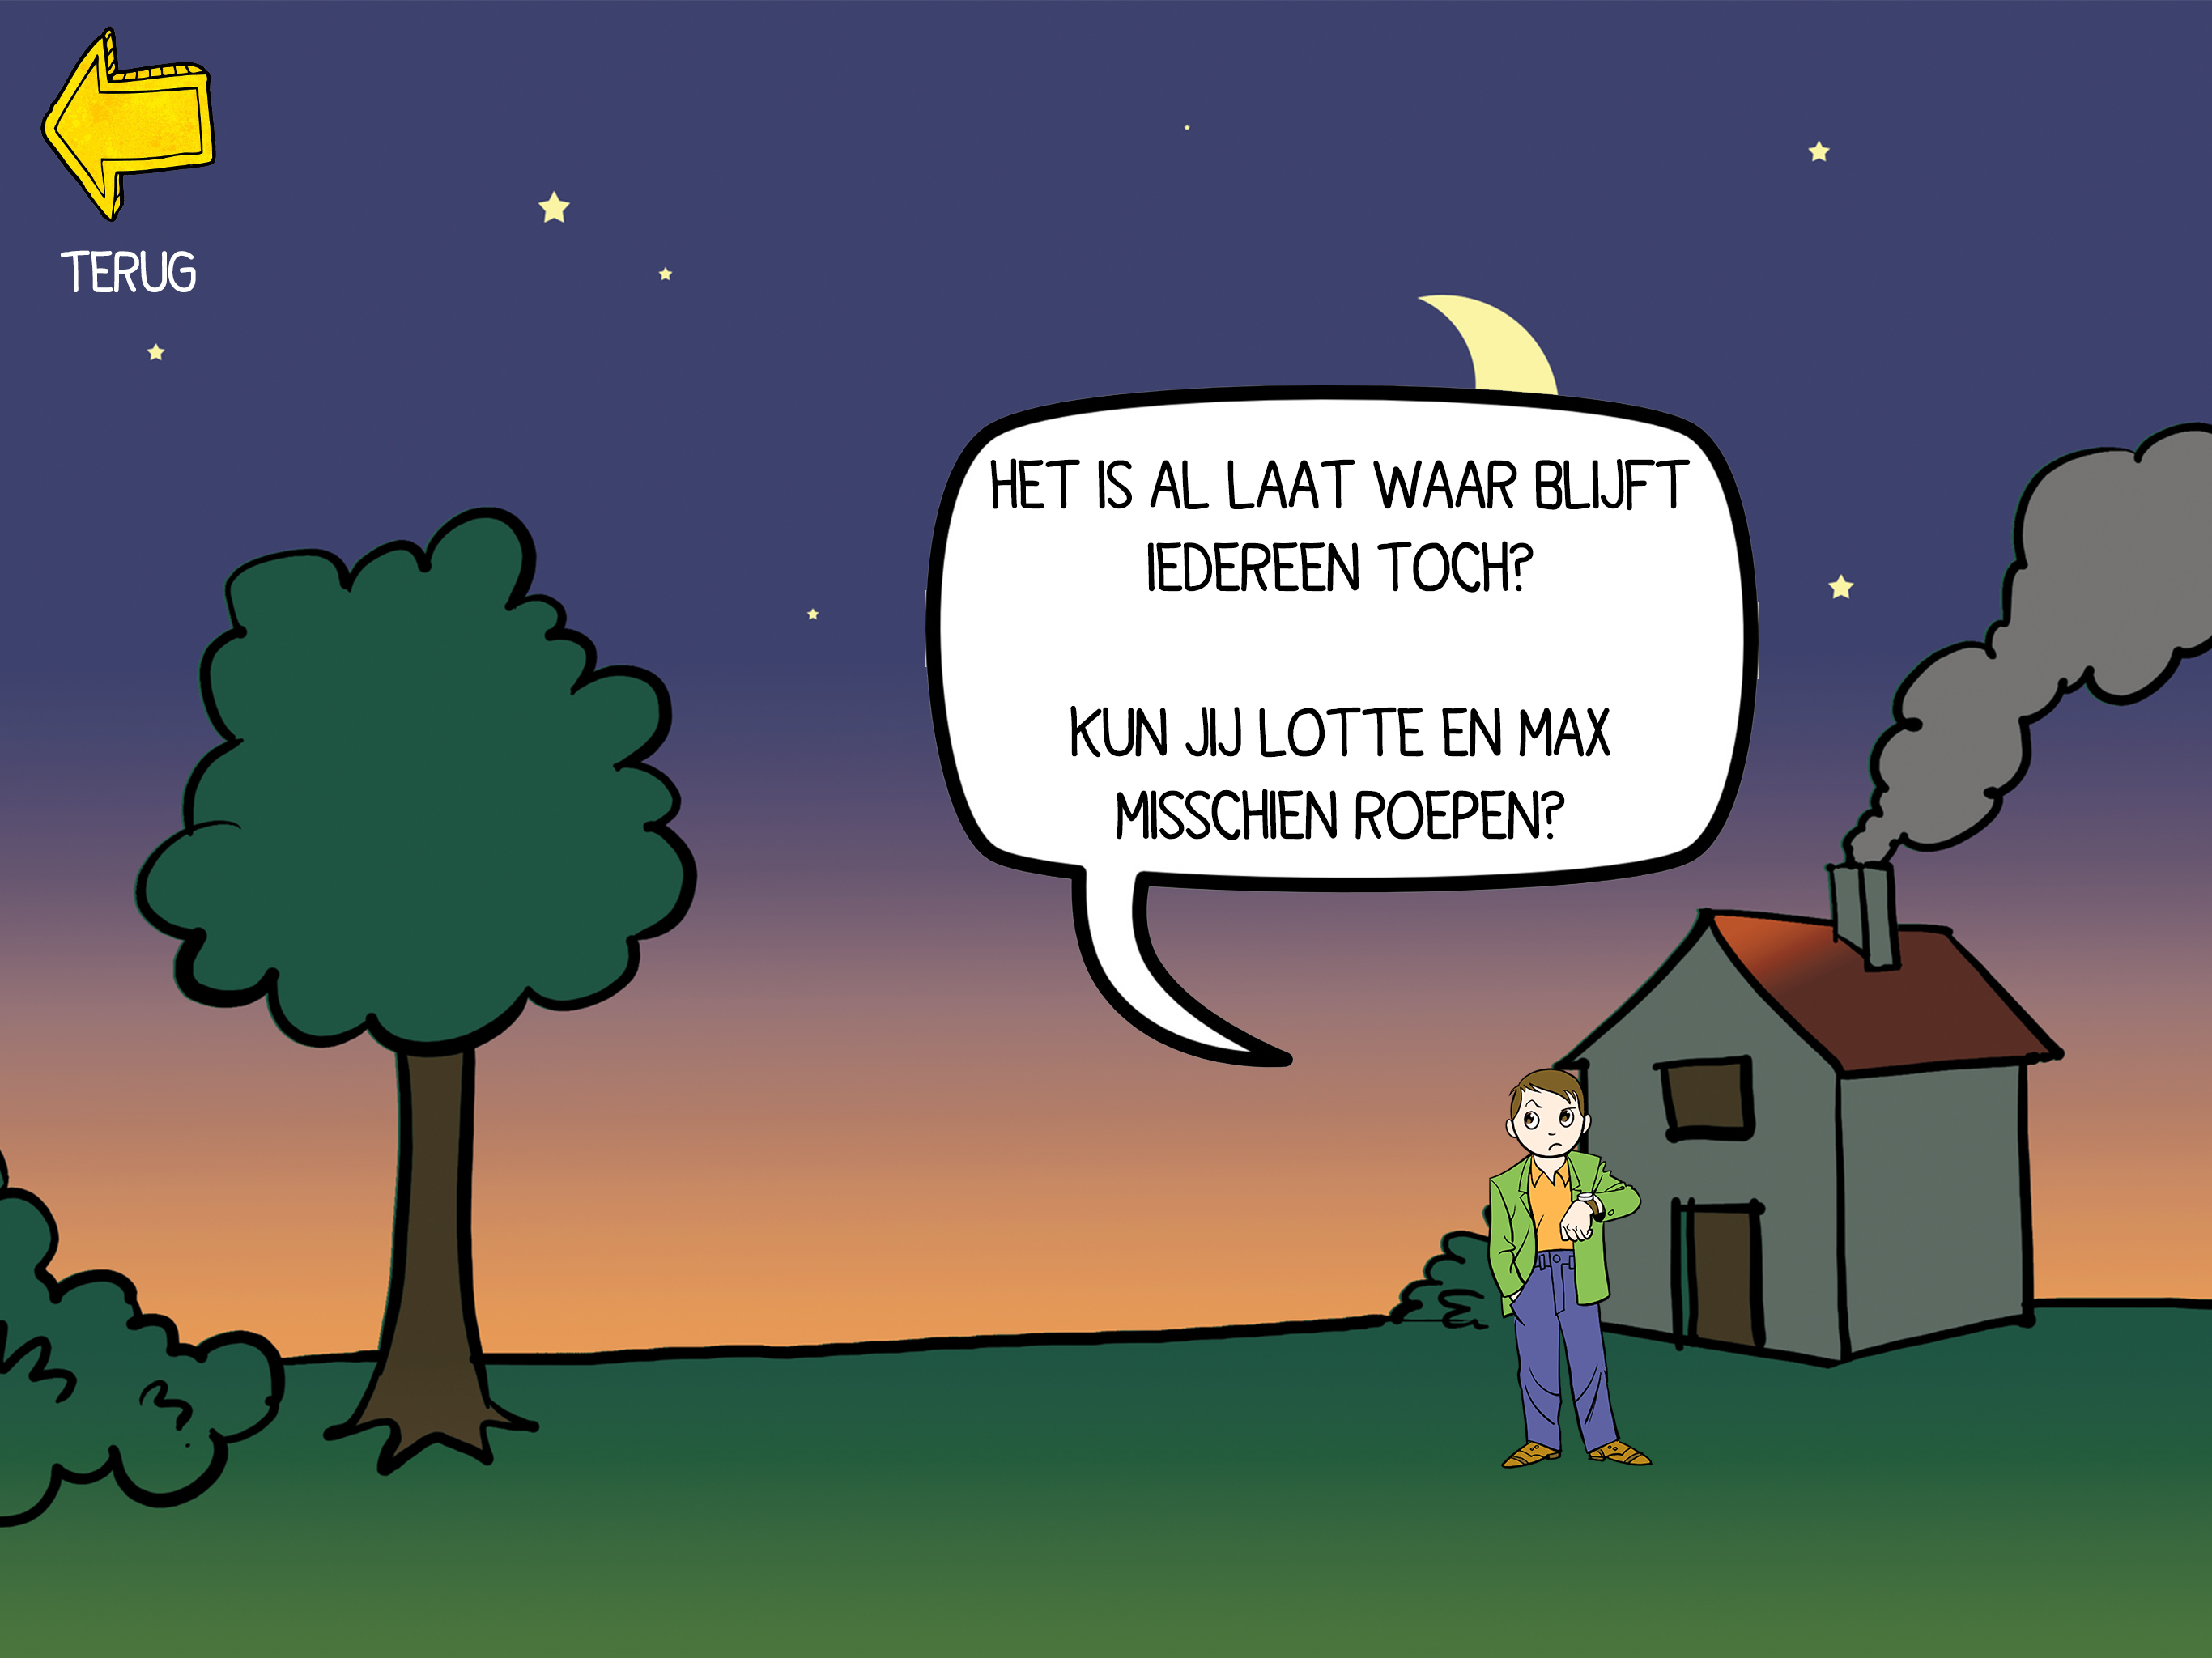 TERUG
HET IS AL LAAT WAAR BLIJFT
IEDEREEN TOCH?
KUN JIJ LOTTE EN MAX
MISSCHIEN ROEPEN?